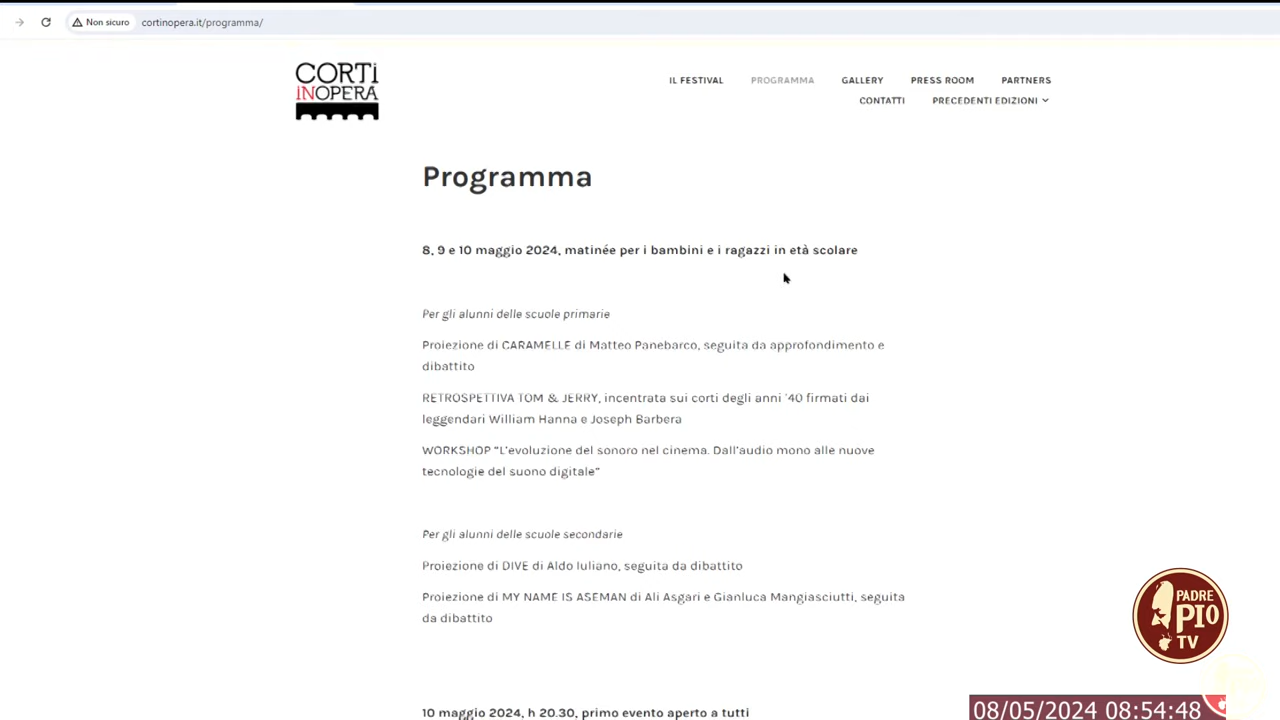 Non sicuro
cortinopera.it/programma/
CORTI
INOPERA
IL FESTIVAL
PROGRAMMA
GALLERY
PRESS ROOM
PARTNERS
CONTATTI
PRECEDENTI EDIZIONI
Programma
8, 9 e 10 maggio 2024, matinée per i bambini e i ragazzi in età scolare
Per gli alunni delle scuole primarie
Proiezione di CARAMELLE di Matteo Panebarco, seguita da approfondimento e
dibattito
RETROSPETTIVA TOM & JERRY, incentrata sui corti degli anni ‘40 firmati dai
leggendari William Hanna e Joseph Barbera
WORKSHOP “L’evoluzione del sonoro nel cinema. Dall’audio mono alle nuove
tecnologie del suono digitale”
Per gli alunni delle scuole secondarie
Proiezione di DIVE di Aldo Iuliano, seguita da dibattito
Proiezione di MY NAME IS ASEMAN di Ali Asgari e Gianluca Mangiasciutti, seguita
da dibattito
PADRE
PIO
TV
10 maggio 2024, h 20.30, primo evento aperto a tutti
08/05/2024 08:54:48